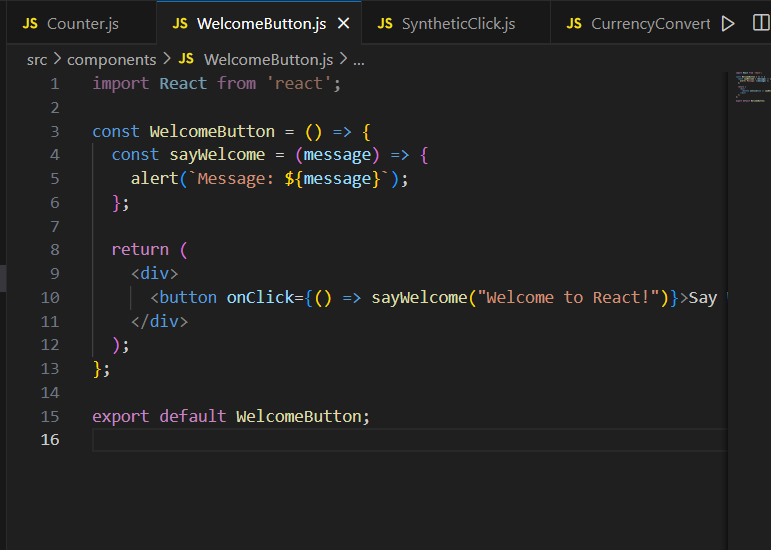 JS Counter.js JS WelcomeButton.js × JS SyntheticClick.js JS CurrencyConvert
src > components > JS WelcomeButton.js > ...
1 import React from 'react';
2
3 const WelcomeButton = () => {
4 const sayWelcome = (message) => {
5 alert(`Message: ${message}`);
6 };
7
8 return (
9 <div>
10 <button onClick={() => sayWelcome("Welcome to React!")}>Say
11 </div>
12 );
13 };
14
15 export default WelcomeButton;
16